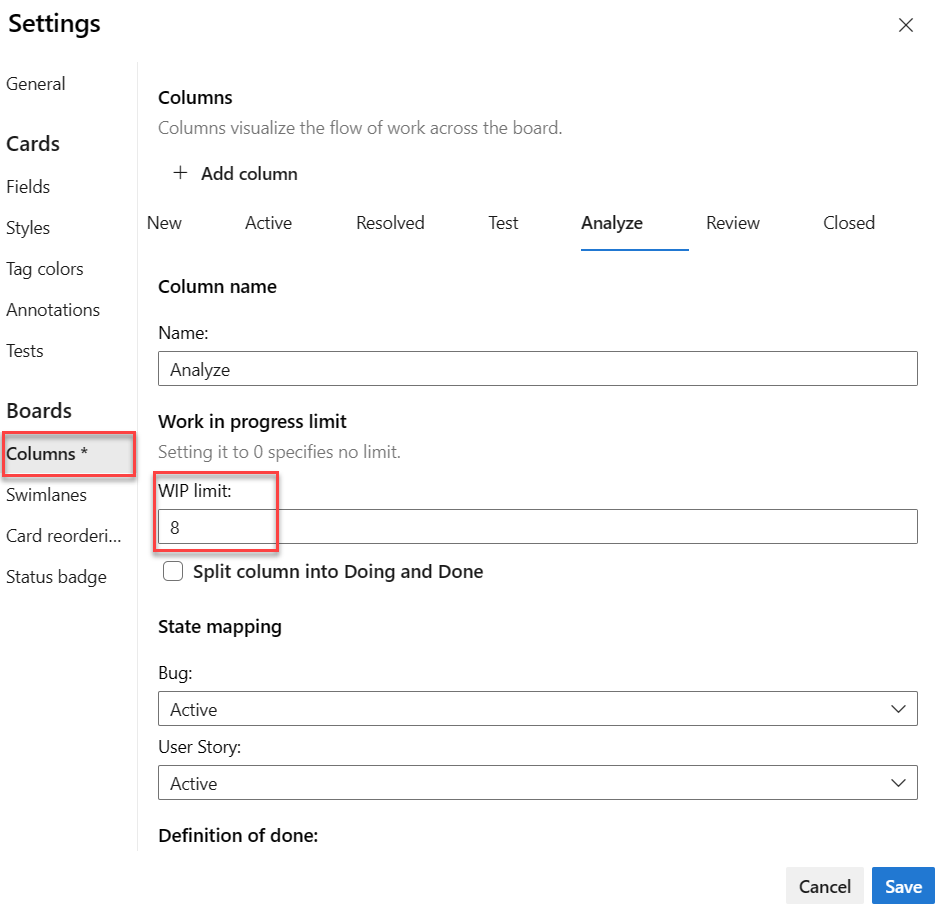 Settings
General
Cards
Fields
Styles
Tag colors
Annotations
Tests
Boards
Columns *
Swimlanes
Card reorderi...
Status badge
Columns
Columns visualize the flow of work across the board.
+ Add column
New Active Resolved Test Analyze Review Closed
Column name
Name:
Analyze
Work in progress limit
Setting it to 0 specifies no limit.
WIP limit:
8
Split column into Doing and Done
State mapping
Bug:
Active
User Story:
Active
Definition of done:
Cancel Save